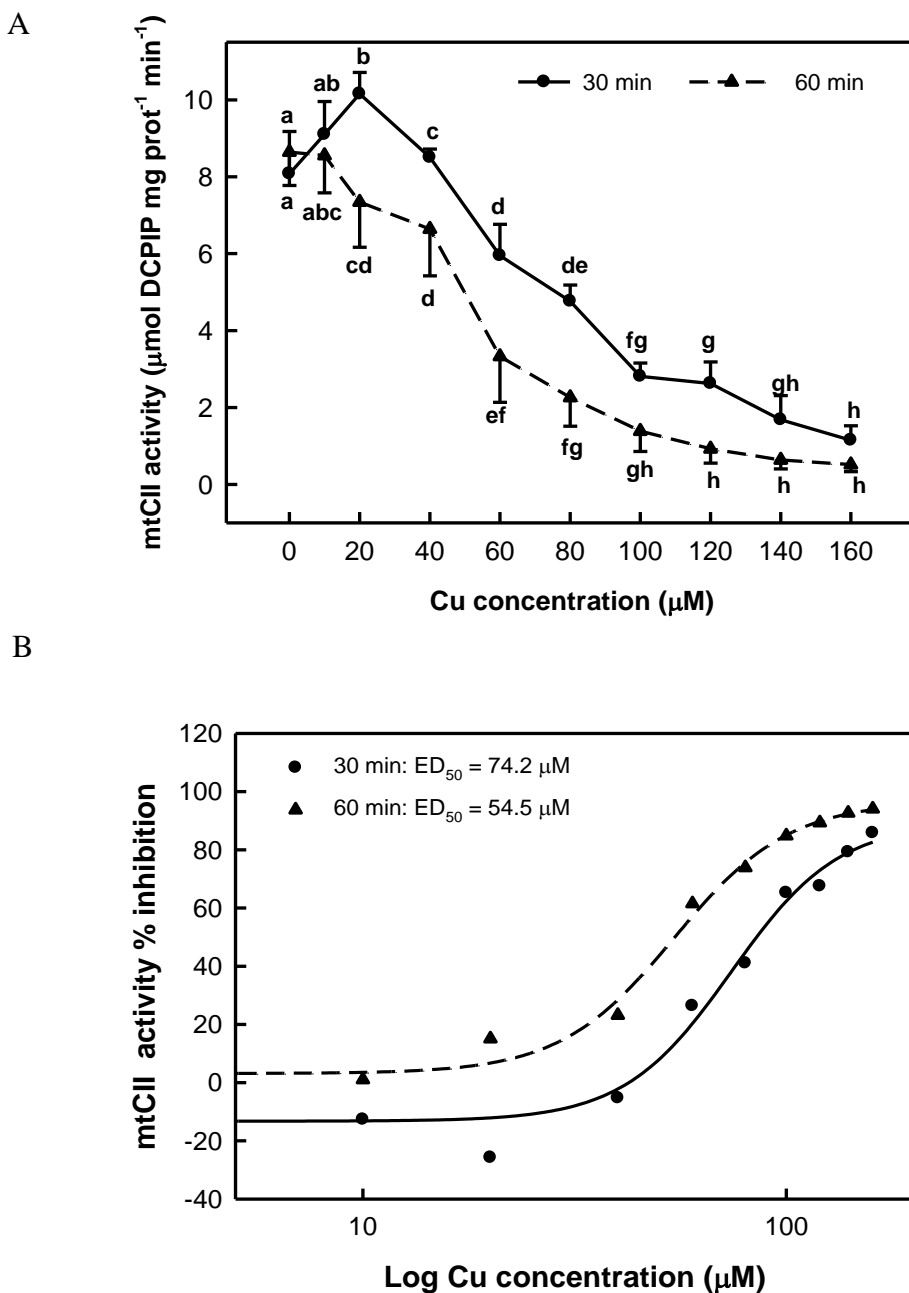 A
mtCII activity (μmol DCPIP mg prot⁻¹ min⁻¹)
10
8
6
4
2
0
30 min
60 min
a
ab
b
c
d
de
fg
g
gh
h
a
abc
cd
d
ef
fg
gh
h
h
h
0 10 20 40 60 80 100 120 140 160
Cu concentration (μM)
B
mtCII activity % inhibition
120
100
80
60
40
20
0
-20
-40
30 min: ED₅₀ = 74.2 μM
60 min: ED₅₀ = 54.5 μM
10 100
Log Cu concentration (μM)